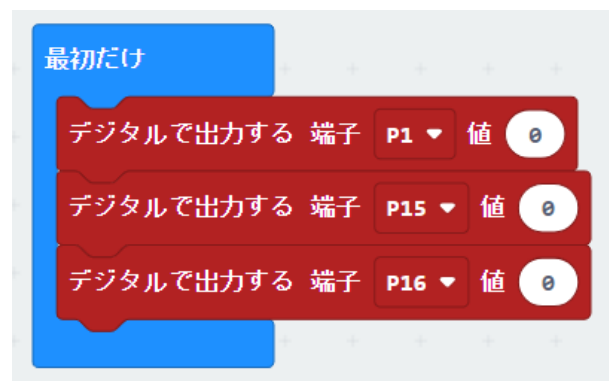 最初だけ
デジタルで出力する 端子 P1 値 0
デジタルで出力する 端子 P15 値 0
デジタルで出力する 端子 P16 値 0